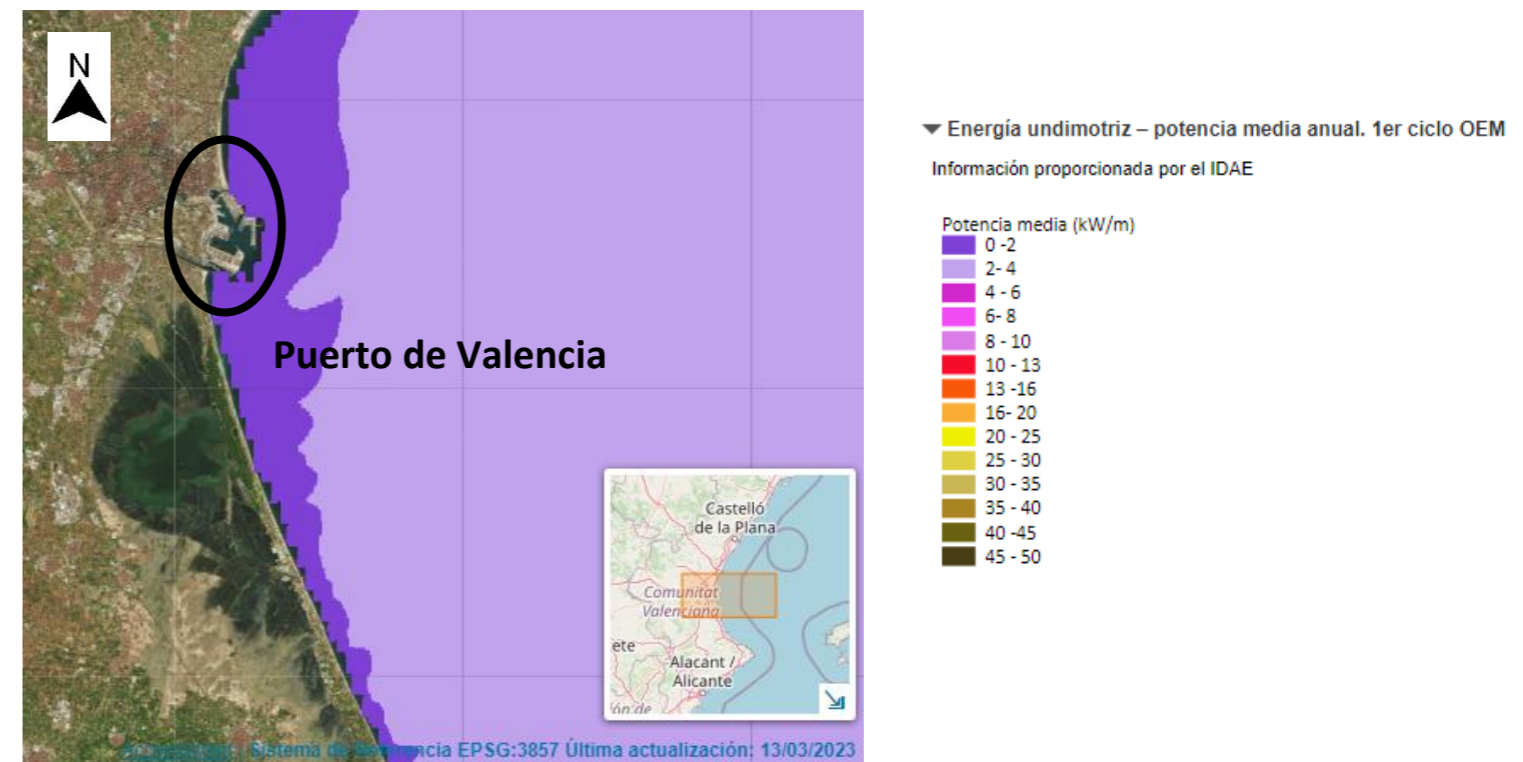 N
Puerto de Valencia
Castelló
de la Plana
Comunitat
Valenciana
ete
Alacant /
Alicante
ón de
Sistema de Referencia EPSG:3857 Última actualización: 13/03/2023
Energía undimotriz – potencia media anual. 1er ciclo OEM
Información proporcionada por el IDAE
Potencia media (kW/m)
0 -2
2- 4
4 - 6
6- 8
8 - 10
10 - 13
13 -16
16- 20
20 - 25
25 - 30
30 - 35
35 - 40
40 -45
45 - 50